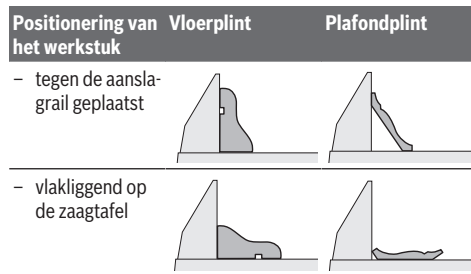 Positionering van Vloerplint Plafondplint
het werkstuk
– tegen de aansla-
grail geplaatst
– vlakliggend op
de zaagtafel